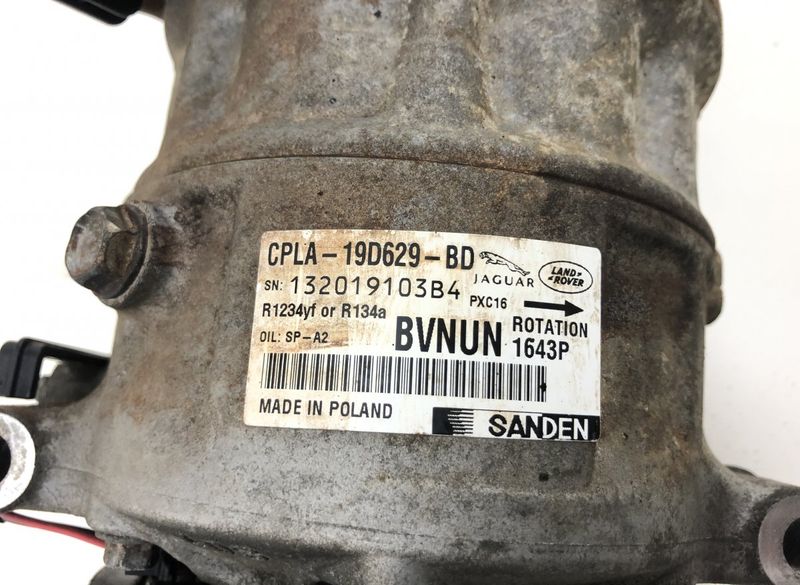 CPLA-19D629-BD JAGUAR LAND ROVER
SN: 132019103B4 PXC16
R1234yf or R134a ROTATION
OIL: SP-A2 BVNUN 1643P
MADE IN POLAND SANDEN